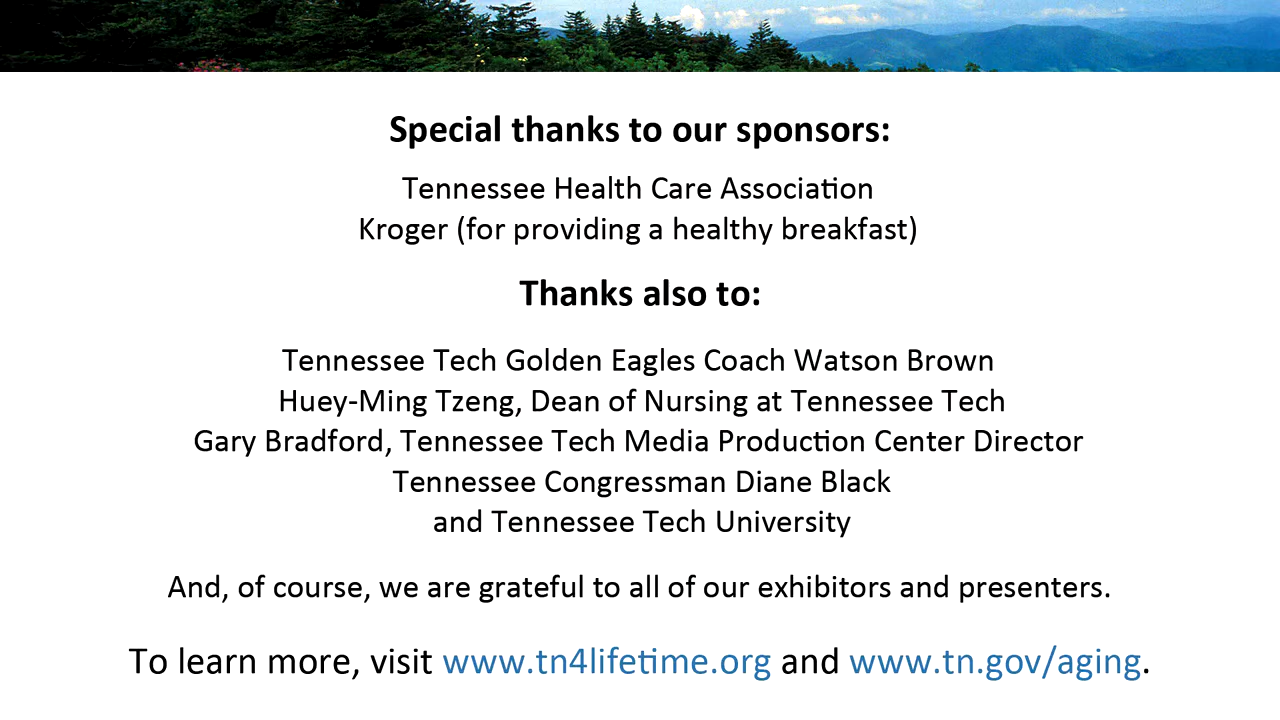 Special thanks to our sponsors:
Tennessee Health Care Association
Kroger (for providing a healthy breakfast)
Thanks also to:
Tennessee Tech Golden Eagles Coach Watson Brown
Huey-Ming Tzeng, Dean of Nursing at Tennessee Tech
Gary Bradford, Tennessee Tech Media Production Center Director
Tennessee Congressman Diane Black
and Tennessee Tech University
And, of course, we are grateful to all of our exhibitors and presenters.
To learn more, visit www.tn4lifetime.org and www.tn.gov/aging.